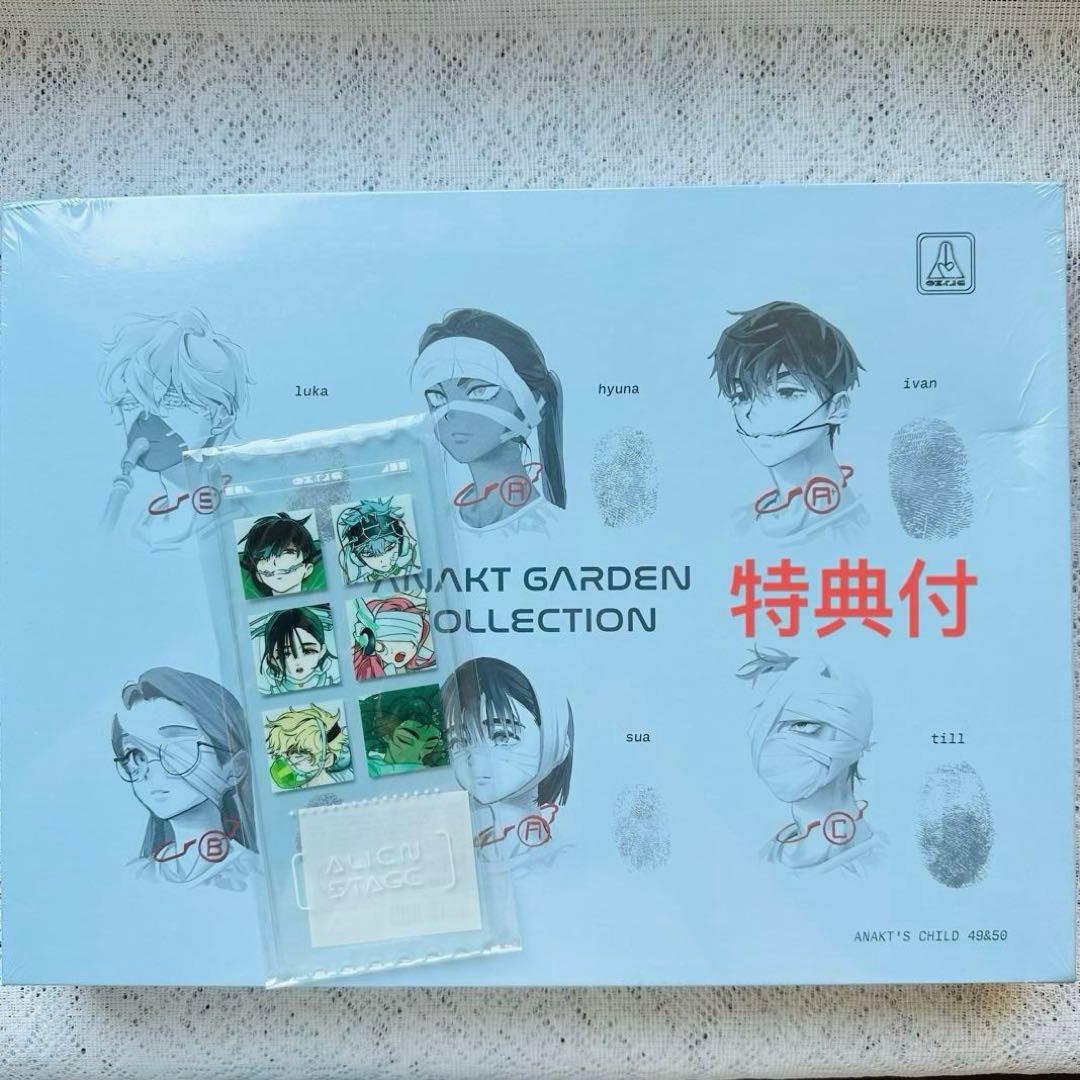 luka
hyuna
ivan
S
A+
A+
ANAKT GARDEN
COLLECTION
特典付
sua
till
B
A
C
ALIEN
STAGE
ANAKT'S CHILD 49&50